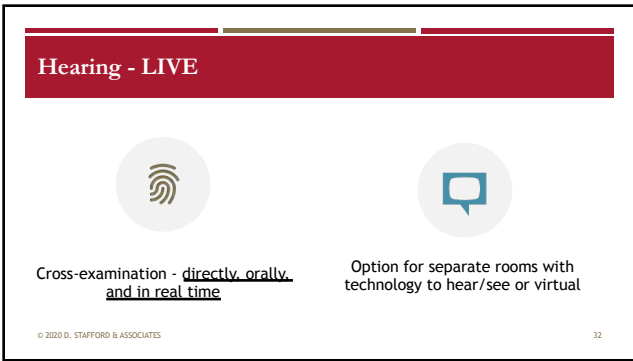 Hearing - LIVE
Cross-examination - directly, orally,
and in real time
Option for separate rooms with
technology to hear/see or virtual
© 2020 D. STAFFORD & ASSOCIATES
32